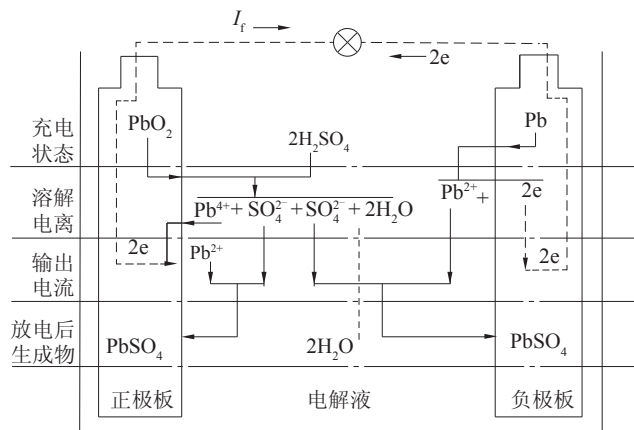 I_f
2e
充电
状态
PbO₂
2H₂SO₄
Pb
溶解
电离
Pb⁴⁺+ SO₄²⁻+SO₄²⁻+ 2H₂O
Pb²⁺+
2e
输出
电流
2e
Pb²⁺
2e
放电后
生成物
PbSO₄
2H₂O
PbSO₄
正极板
电解液
负极板